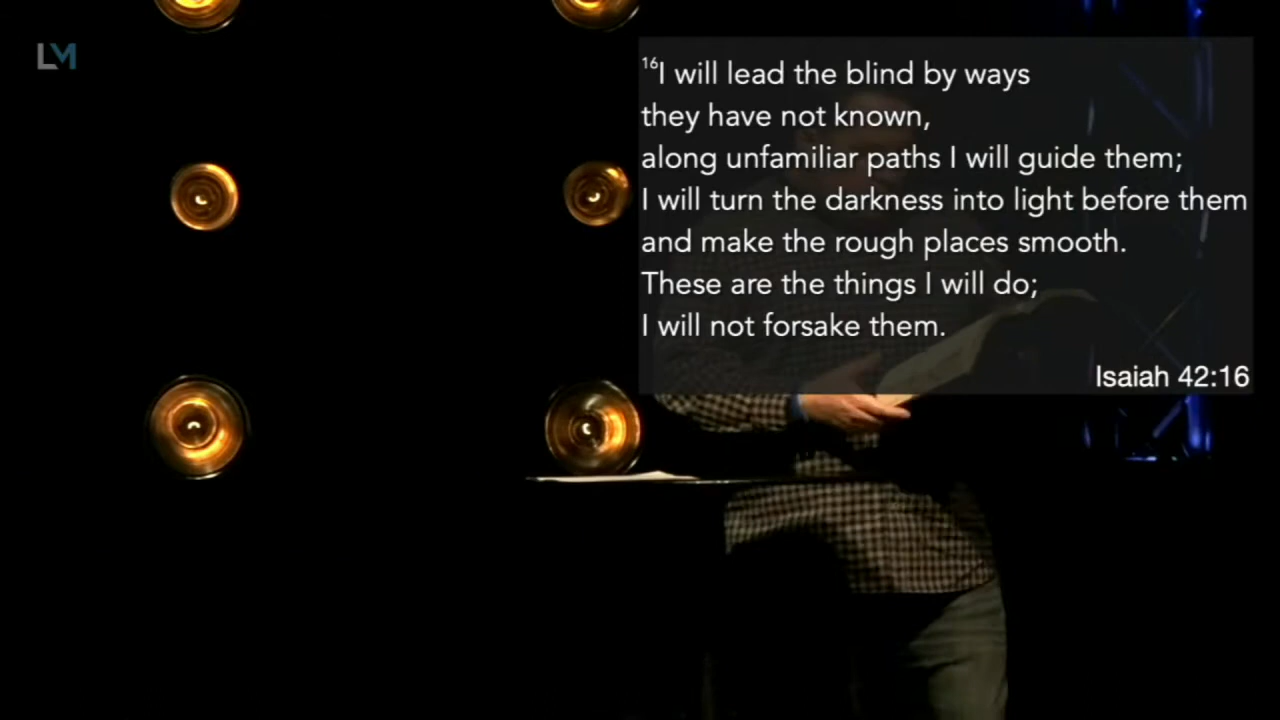 LM
16I will lead the blind by ways
they have not known,
along unfamiliar paths I will guide them;
I will turn the darkness into light before them
and make the rough places smooth.
These are the things I will do;
I will not forsake them.
Isaiah 42:16